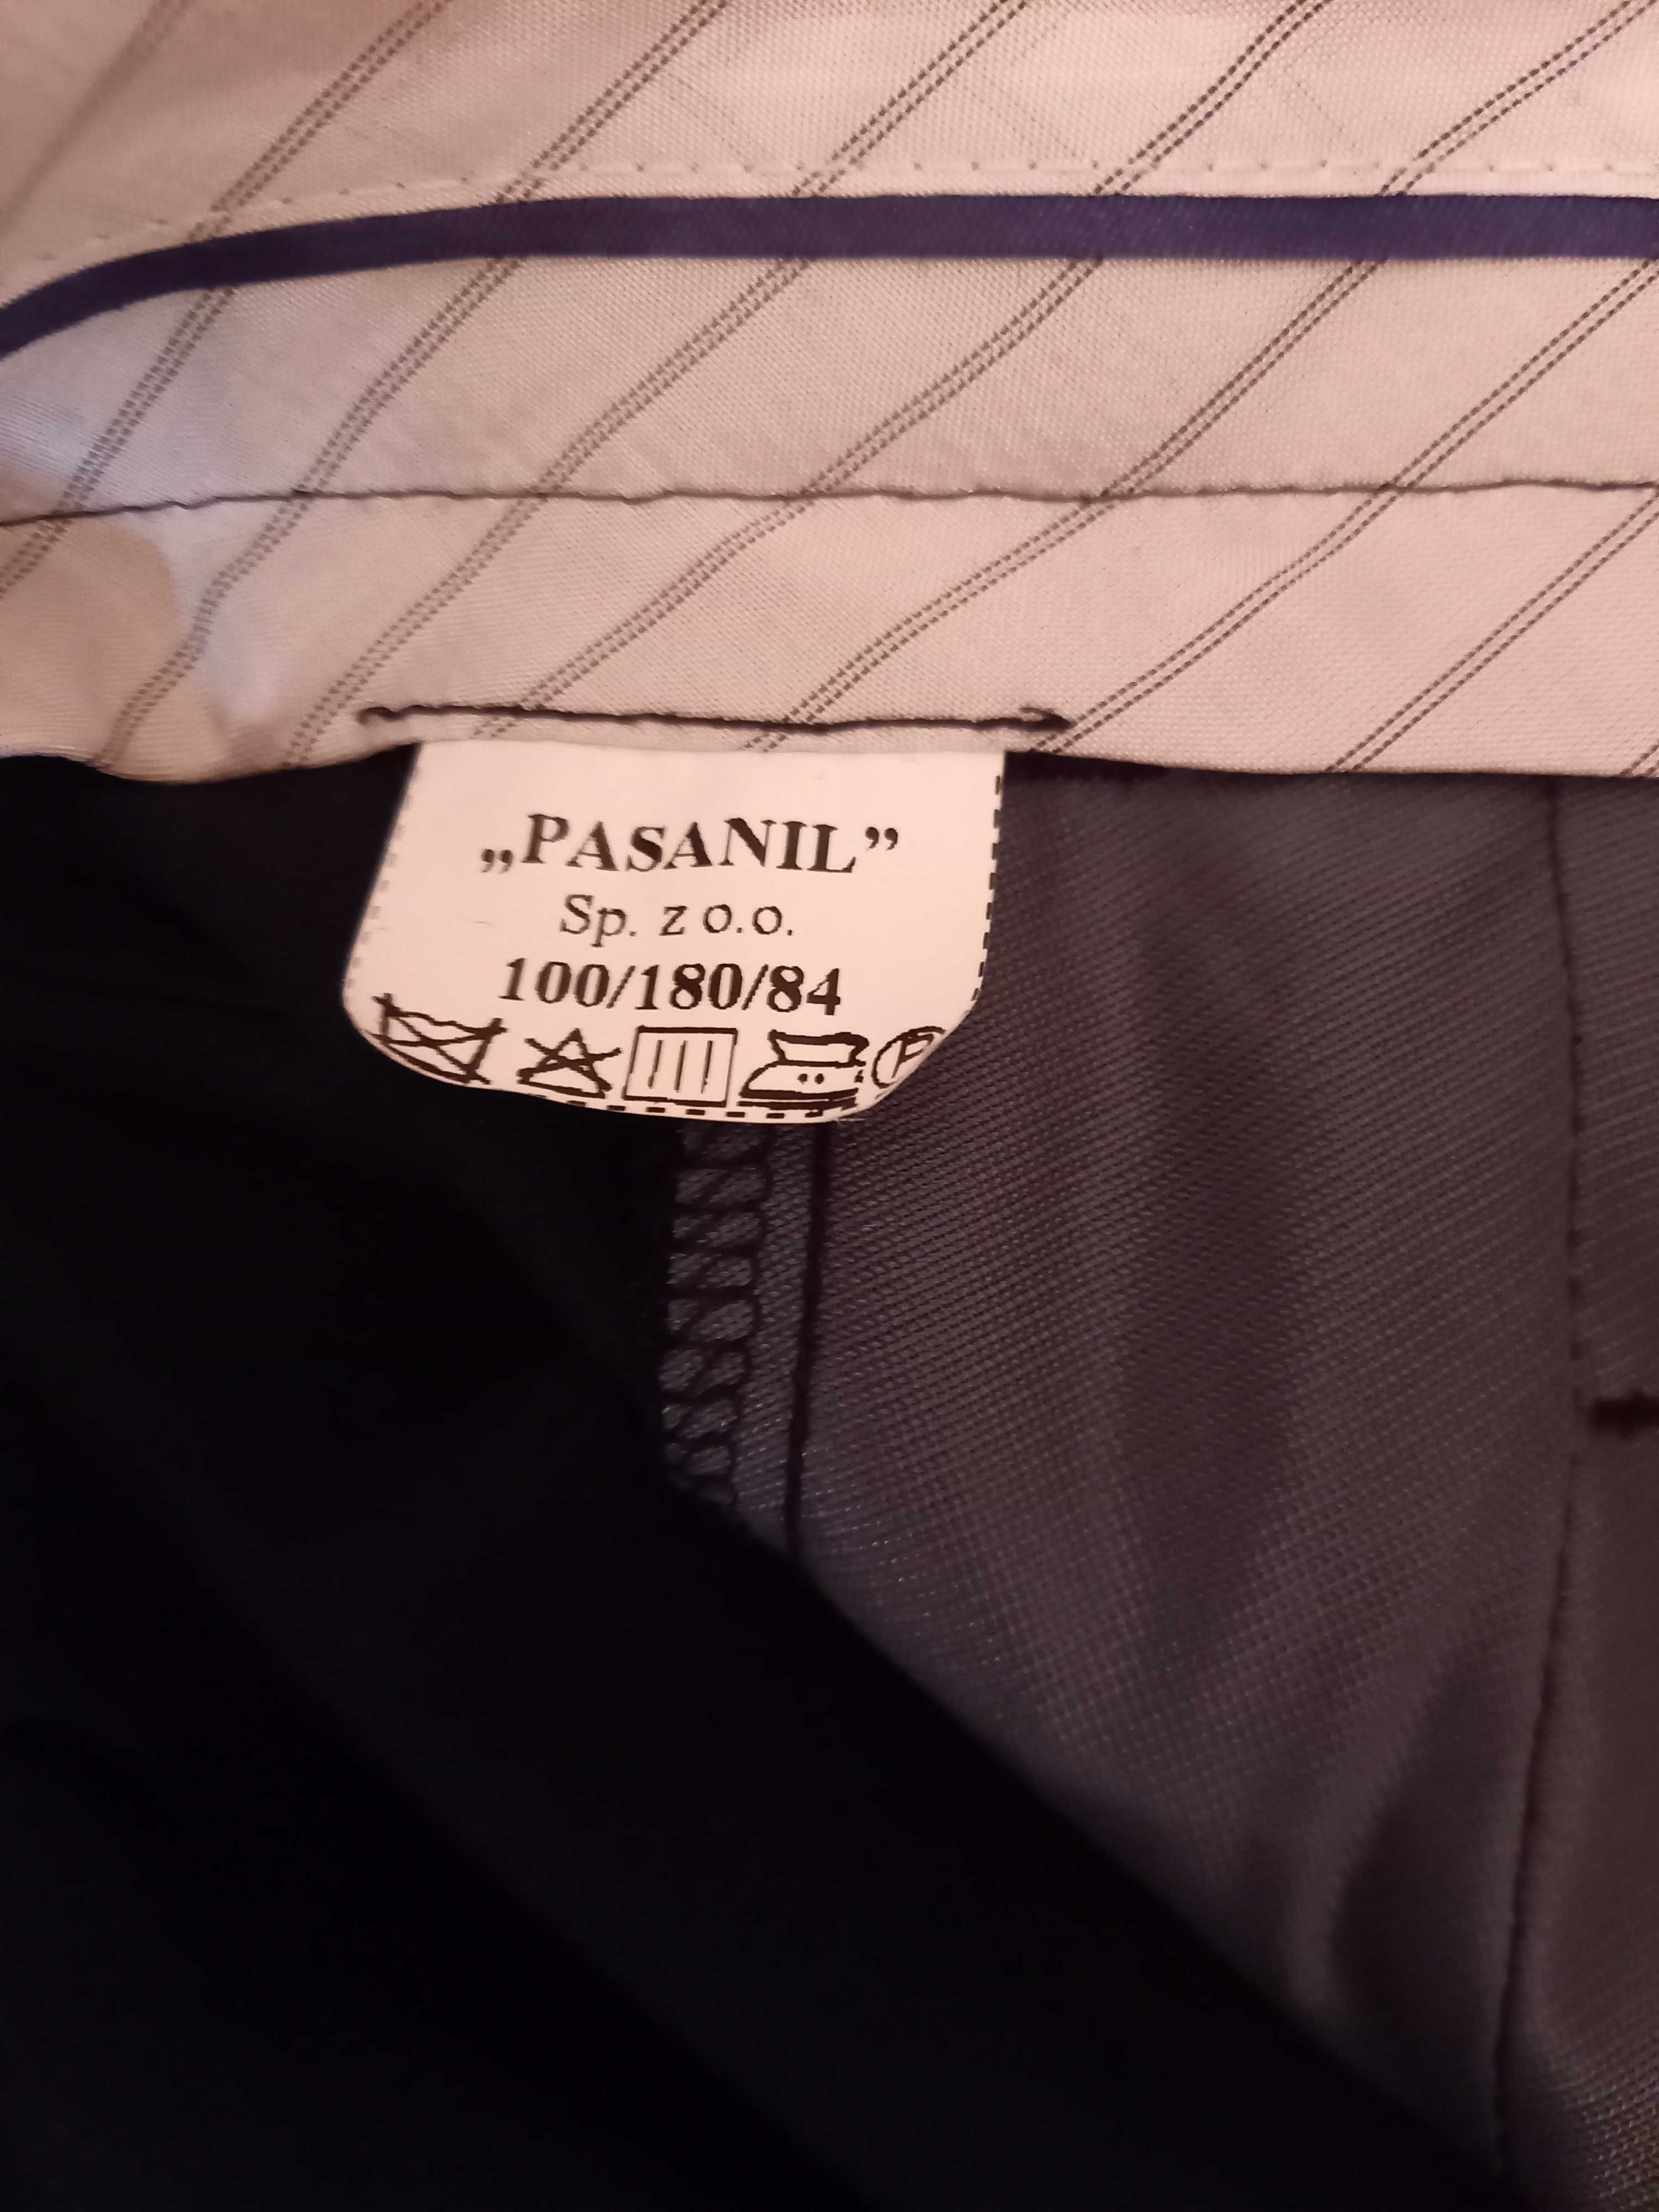 „PASANIL”
Sp. z o.o.
100/180/84
P